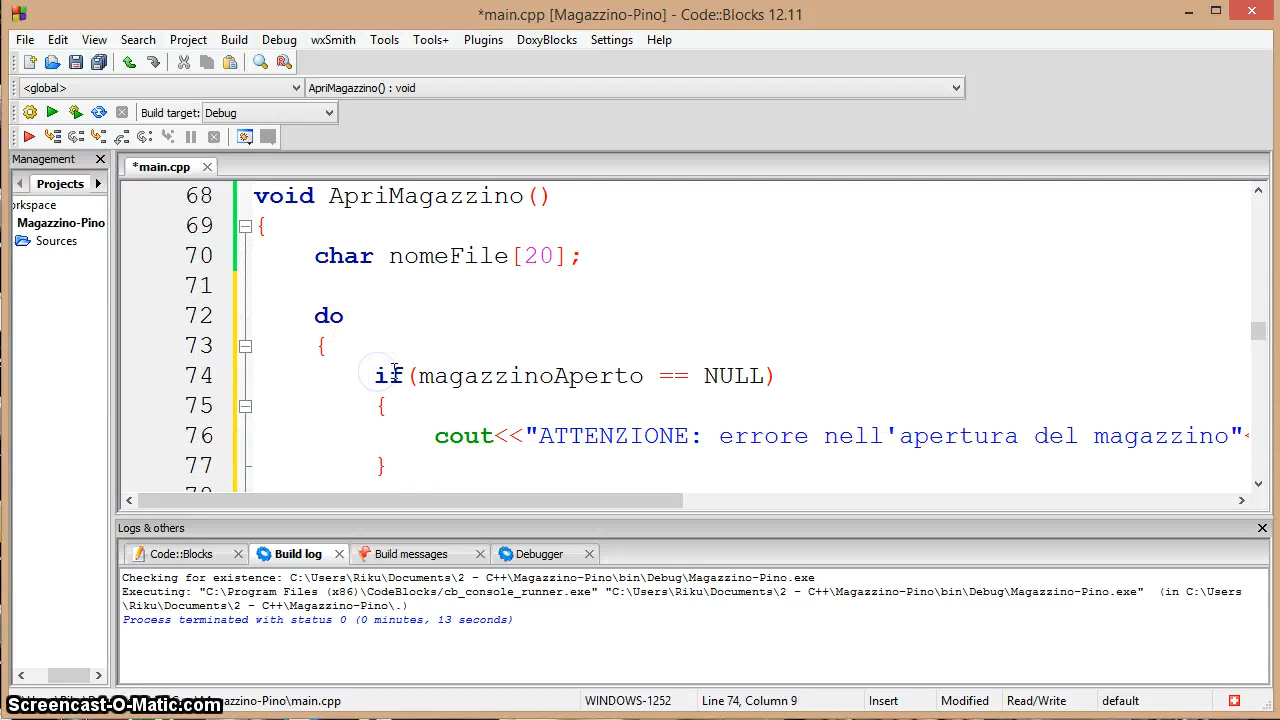 *main.cpp [Magazzino-Pino] - Code::Blocks 12.11
File Edit View Search Project Build Debug wxSmith Tools Tools+ Plugins DoxyBlocks Settings Help
<global> ApriMagazzino() : void
Build target: Debug
Management
*main.cpp
Projects
orkspace
Magazzino-Pino
Sources
68 void ApriMagazzino()
69 {
70 char nomeFile[20];
71
72 do
73 {
74 if(magazzinoAperto == NULL)
75 {
76 cout<<"ATTENZIONE: errore nell'apertura del magazzino"<
77 }
Logs & others
Code::Blocks Build log Build messages Debugger
Checking for existence: C:\Users\Riku\Documents\2 - C++\Magazzino-Pino\bin\Debug\Magazzino-Pino.exe
Executing: "C:\Program Files (x86)\CodeBlocks/cb_console_runner.exe" "C:\Users\Riku\Documents\2 - C++\Magazzino-Pino\bin\Debug\Magazzino-Pino.exe"  (in C:\Users
\Riku\Documents\2 - C++\Magazzino-Pino\.)
Process terminated with status 0 (0 minutes, 13 seconds)
Magazzino-Pino\main.cpp WINDOWS-1252 Line 74, Column 9 Insert Modified Read/Write default
Screencast-O-Matic.com